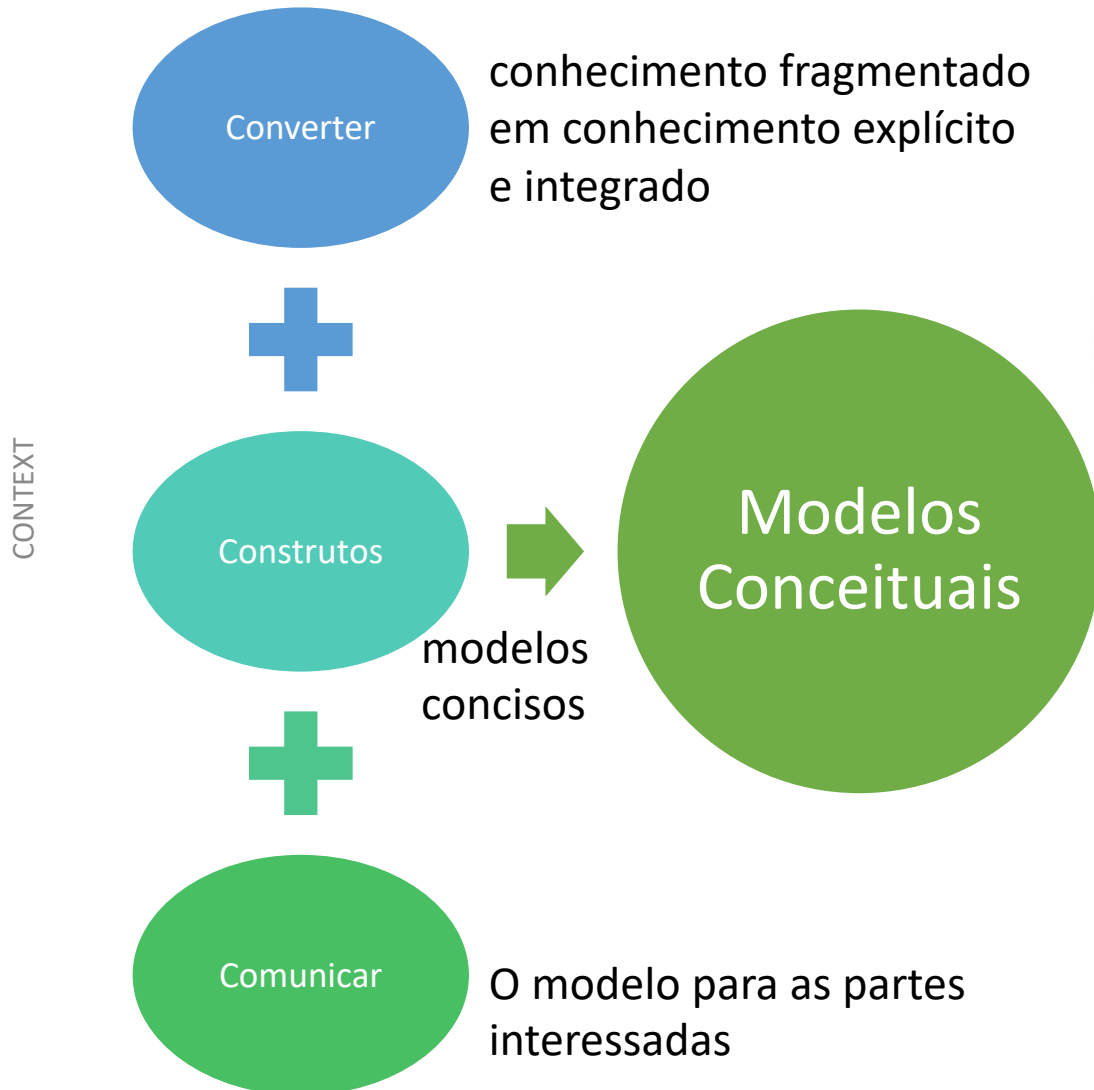 Converter
conhecimento fragmentado
em conhecimento explícito
e integrado
CONTEXT
Construtos
modelos
concisos
Modelos
Conceituais
Comunicar
O modelo para as partes
interessadas